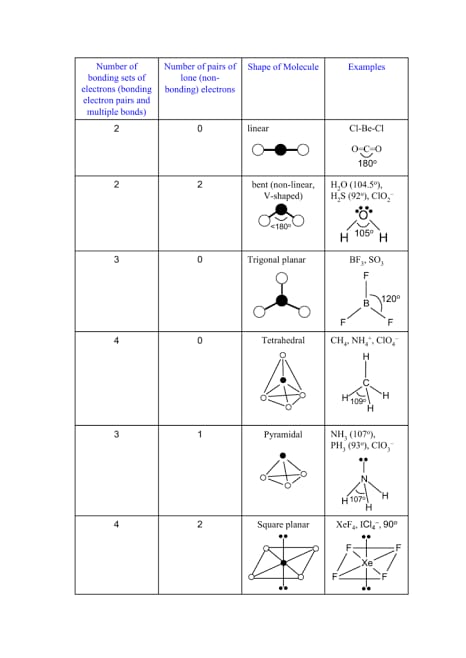 Number of
bonding sets of
electrons (bonding
electron pairs and
multiple bonds)
Number of pairs of
lone (non-
bonding) electrons
Shape of Molecule
Examples
2
0
linear
Cl-Be-Cl
O=C=O
180°
2
2
bent (non-linear,
V-shaped)
<180°
H₂O (104.5°),
H₂S (92°), ClO₂⁻
O
H 105° H
3
0
Trigonal planar
BF₃, SO₃
F
B 120°
F F
4
0
Tetrahedral
CH₄, NH₄⁺, ClO₄⁻
H
C
H 109° H
H
3
1
Pyramidal
NH₃ (107°),
PH₃ (93°), ClO₃⁻
N
H 107° H
H
4
2
Square planar
XeF₄, ICl₄⁻, 90°
F F
Xe
F F